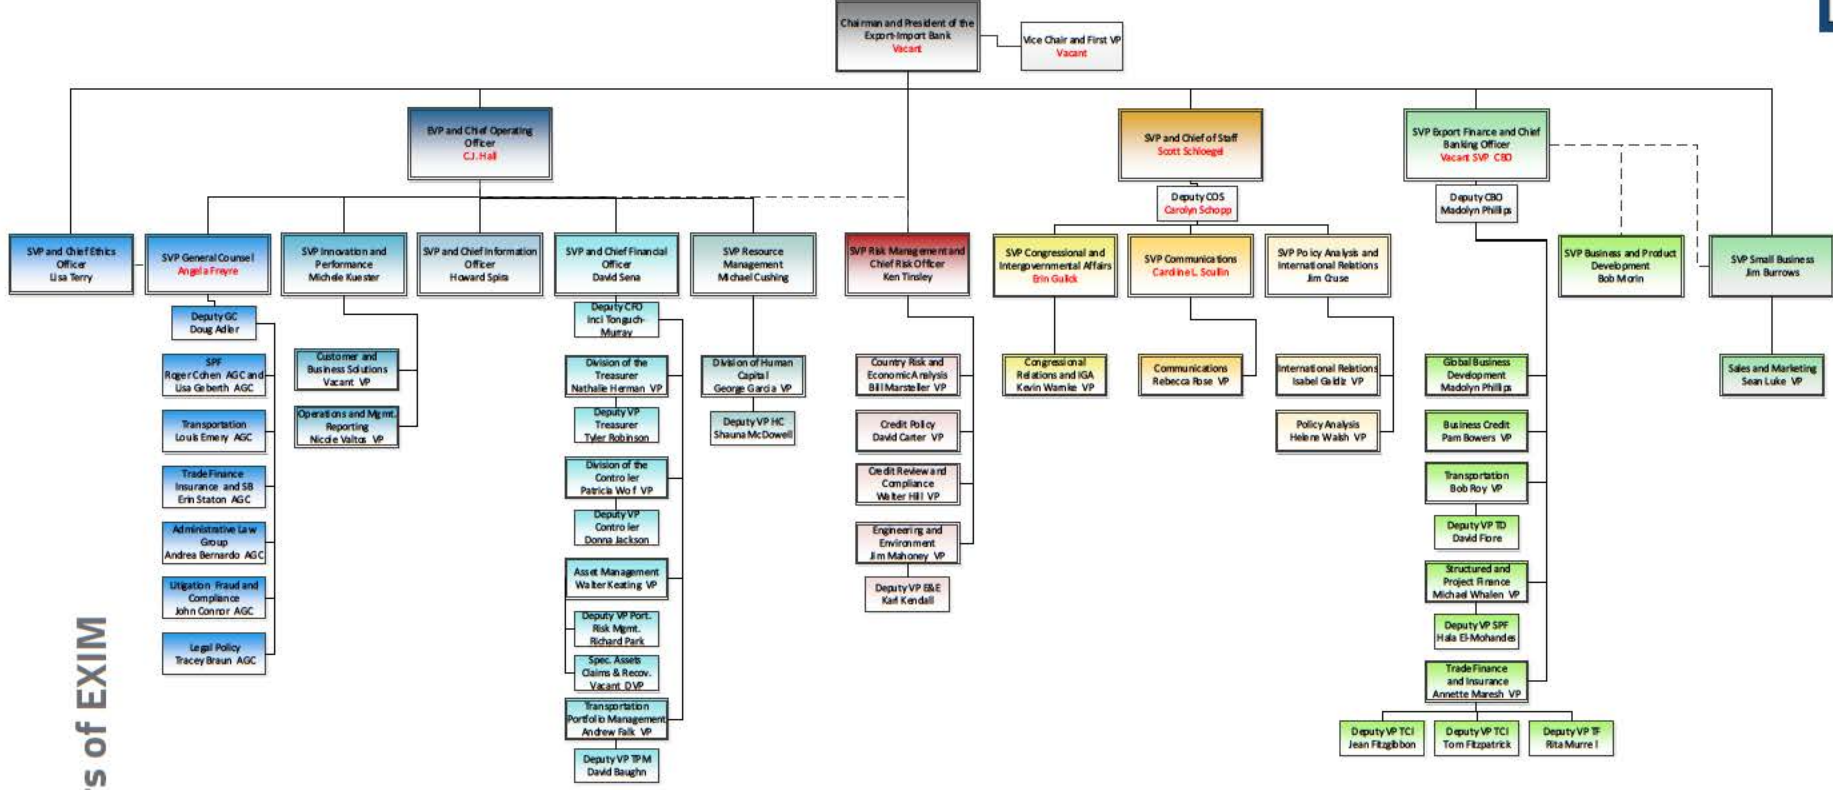 Chairman and President of the
Export-Import Bank
Vacant
Vice Chair and First VP
Vacant
EVP and Chief Operating
Officer
C.J. Hall
SVP and Chief of Staff
Scott Schloegel
SVP Export Finance and Chief
Banking Officer
Vacant SVP CBO
Deputy COS
Carolyn Schopp
Deputy CBO
Madolyn Phillips
SVP and Chief Ethics
Officer
Lisa Terry
SVP General Counsel
Angela Freyre
SVP Innovation and
Performance
Michele Kuester
SVP and Chief Information
Officer
Howard Spira
SVP and Chief Financial
Officer
David Sena
SVP Resource
Management
Michael Cushing
SVP Risk Management and
Chief Risk Officer
Ken Tinsley
SVP Congressional and
Intergovernmental Affairs
Erin Gulick
SVP Communications
Caroline L. Scullin
SVP Policy Analysis and
International Relations
Jim Cruse
SVP Business and Product
Development
Bob Morin
SVP Small Business
Jim Burrows
Deputy GC
Doug Adler
SPF
Roger Cohen AGC and
Lisa Geberth AGC
Transportation
Louis Emery AGC
Trade Finance
Insurance and SB
Erin Staton AGC
Administrative Law
Group
Andrea Bernardo AGC
Litigation Fraud and
Compliance
John Connor AGC
Legal Policy
Tracey Braun AGC
Customer and
Business Solutions
Vacant VP
Operations and Mgmt.
Reporting
Nicole Valtos VP
Deputy CFO
Inci Tonguch-
Murray
Division of the
Treasurer
Nathalie Herman VP
Deputy VP
Treasurer
Tyler Robinson
Division of the
Controller
Patricia Wolf VP
Deputy VP
Controller
Donna Jackson
Asset Management
Walter Keating VP
Deputy VP Port.
Risk Mgmt.
Richard Park
Spec. Assets
Claims & Recov.
Vacant DVP
Transportation
Portfolio Management
Andrew Falk VP
Deputy VP TPM
David Baughn
Division of Human
Capital
George Garcia VP
Deputy VP HC
Shauna McDowell
Country Risk and
Economic Analysis
Bill Marsteller VP
Credit Policy
David Carter VP
Credit Review and
Compliance
Walter Hill VP
Engineering and
Environment
Jim Mahoney VP
Deputy VP E&E
Karl Kendall
Congressional
Relations and IGA
Kevin Warnke VP
Communications
Rebecca Rose VP
International Relations
Isabel Galdiz VP
Policy Analysis
Helene Walsh VP
Global Business
Development
Madolyn Phillips
Business Credit
Pam Bowers VP
Transportation
Bob Roy VP
Deputy VP TD
David Fiore
Structured and
Project Finance
Michael Whalen VP
Deputy VP SPF
Hala El-Mohandes
Trade Finance
and Insurance
Annette Maresh VP
Deputy VP TCI
Jean Fitzgibbon
Deputy VP TCI
Tom Fitzpatrick
Deputy VP TF
Rita Murrell
Sales and Marketing
Sean Luke VP
of EXIM